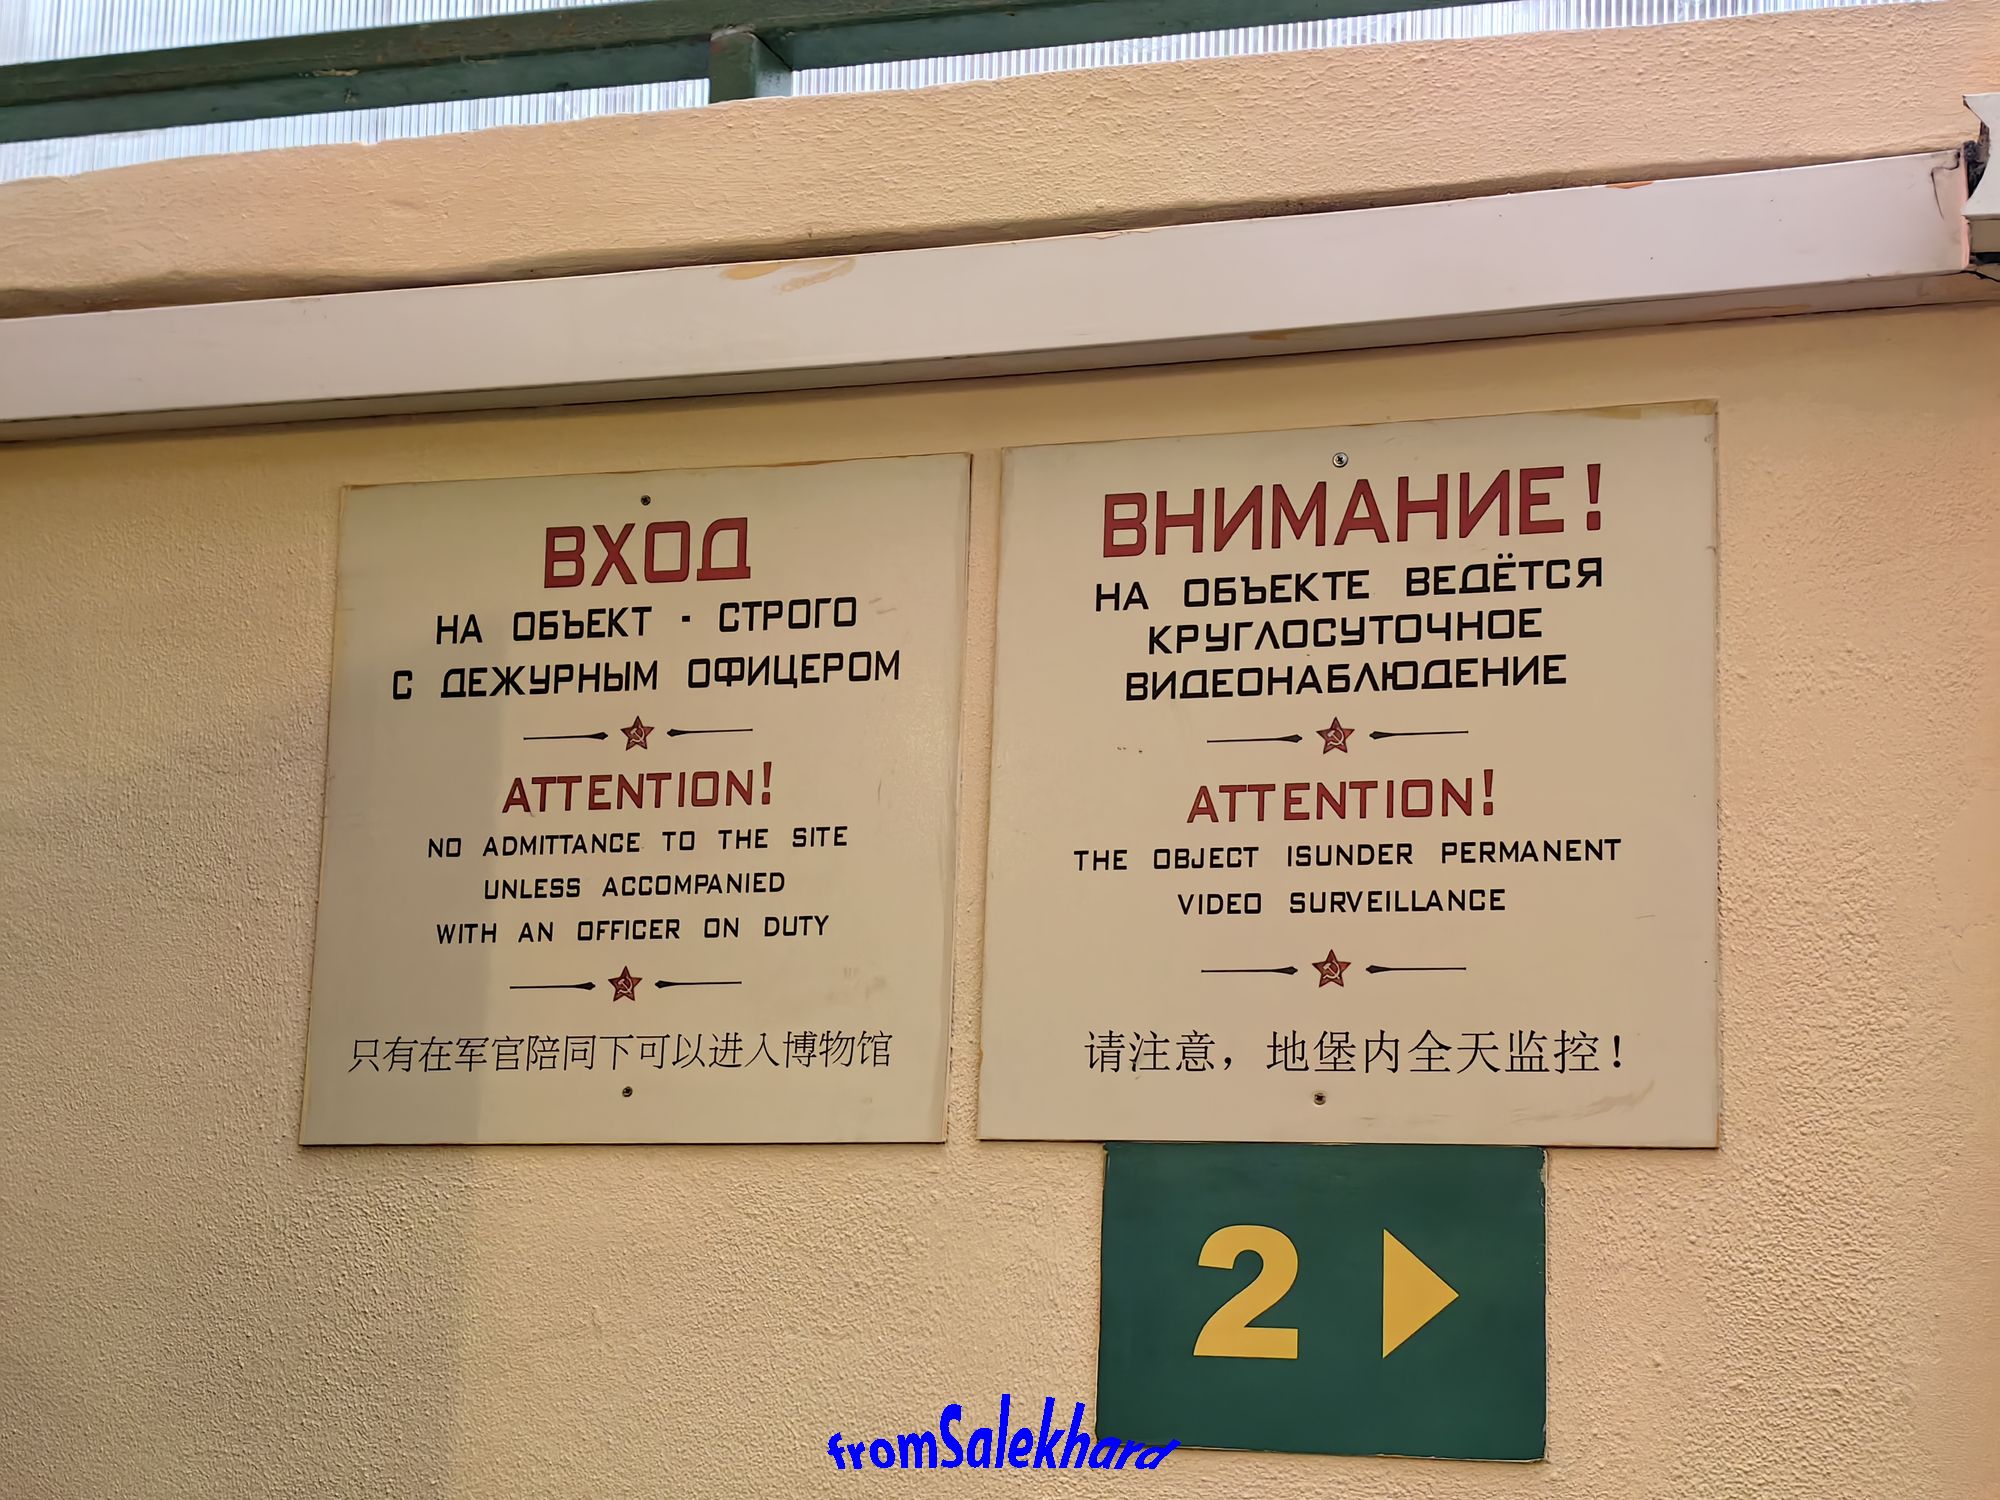 ВХОД
НА ОБЪЕКТ - СТРОГО
С ДЕЖУРНЫМ ОФИЦЕРОМ
ATTENTION!
NO ADMITTANCE TO THE SITE
UNLESS ACCOMPANIED
WITH AN OFFICER ON DUTY
只有在军官陪同下可以进入博物馆
ВНИМАНИЕ!
НА ОБЪЕКТЕ ВЕДЁТСЯ
КРУГЛОСУТОЧНОЕ
ВИДЕОНАБЛЮДЕНИЕ
ATTENTION!
THE OBJECT ISUNDER PERMANENT
VIDEO SURVEILLANCE
请注意，地堡内全天监控！
2
fromSalekhard